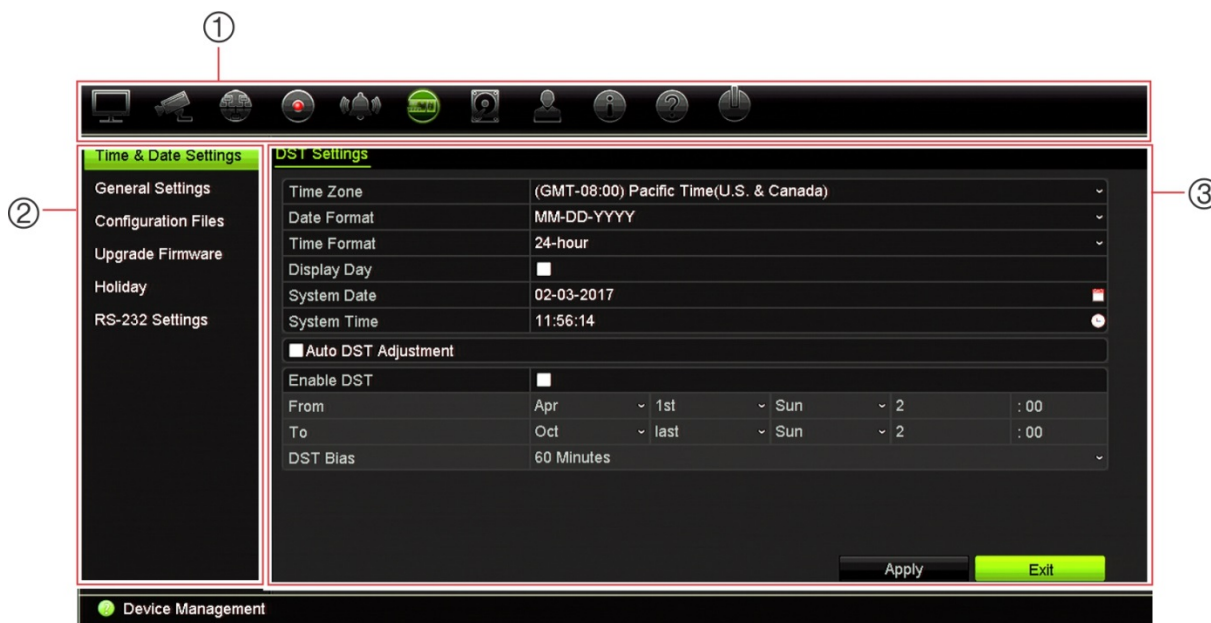 ①
Time & Date Settings
General Settings
Configuration Files
Upgrade Firmware
Holiday
RS-232 Settings
②
DST Settings
Time Zone (GMT-08:00) Pacific Time(U.S. & Canada)
Date Format MM-DD-YYYY
Time Format 24-hour
Display Day
System Date 02-03-2017
System Time 11:56:14
Auto DST Adjustment
Enable DST
From Apr 1st Sun 2 : 00
To Oct last Sun 2 : 00
DST Bias 60 Minutes
Apply Exit
③
Device Management